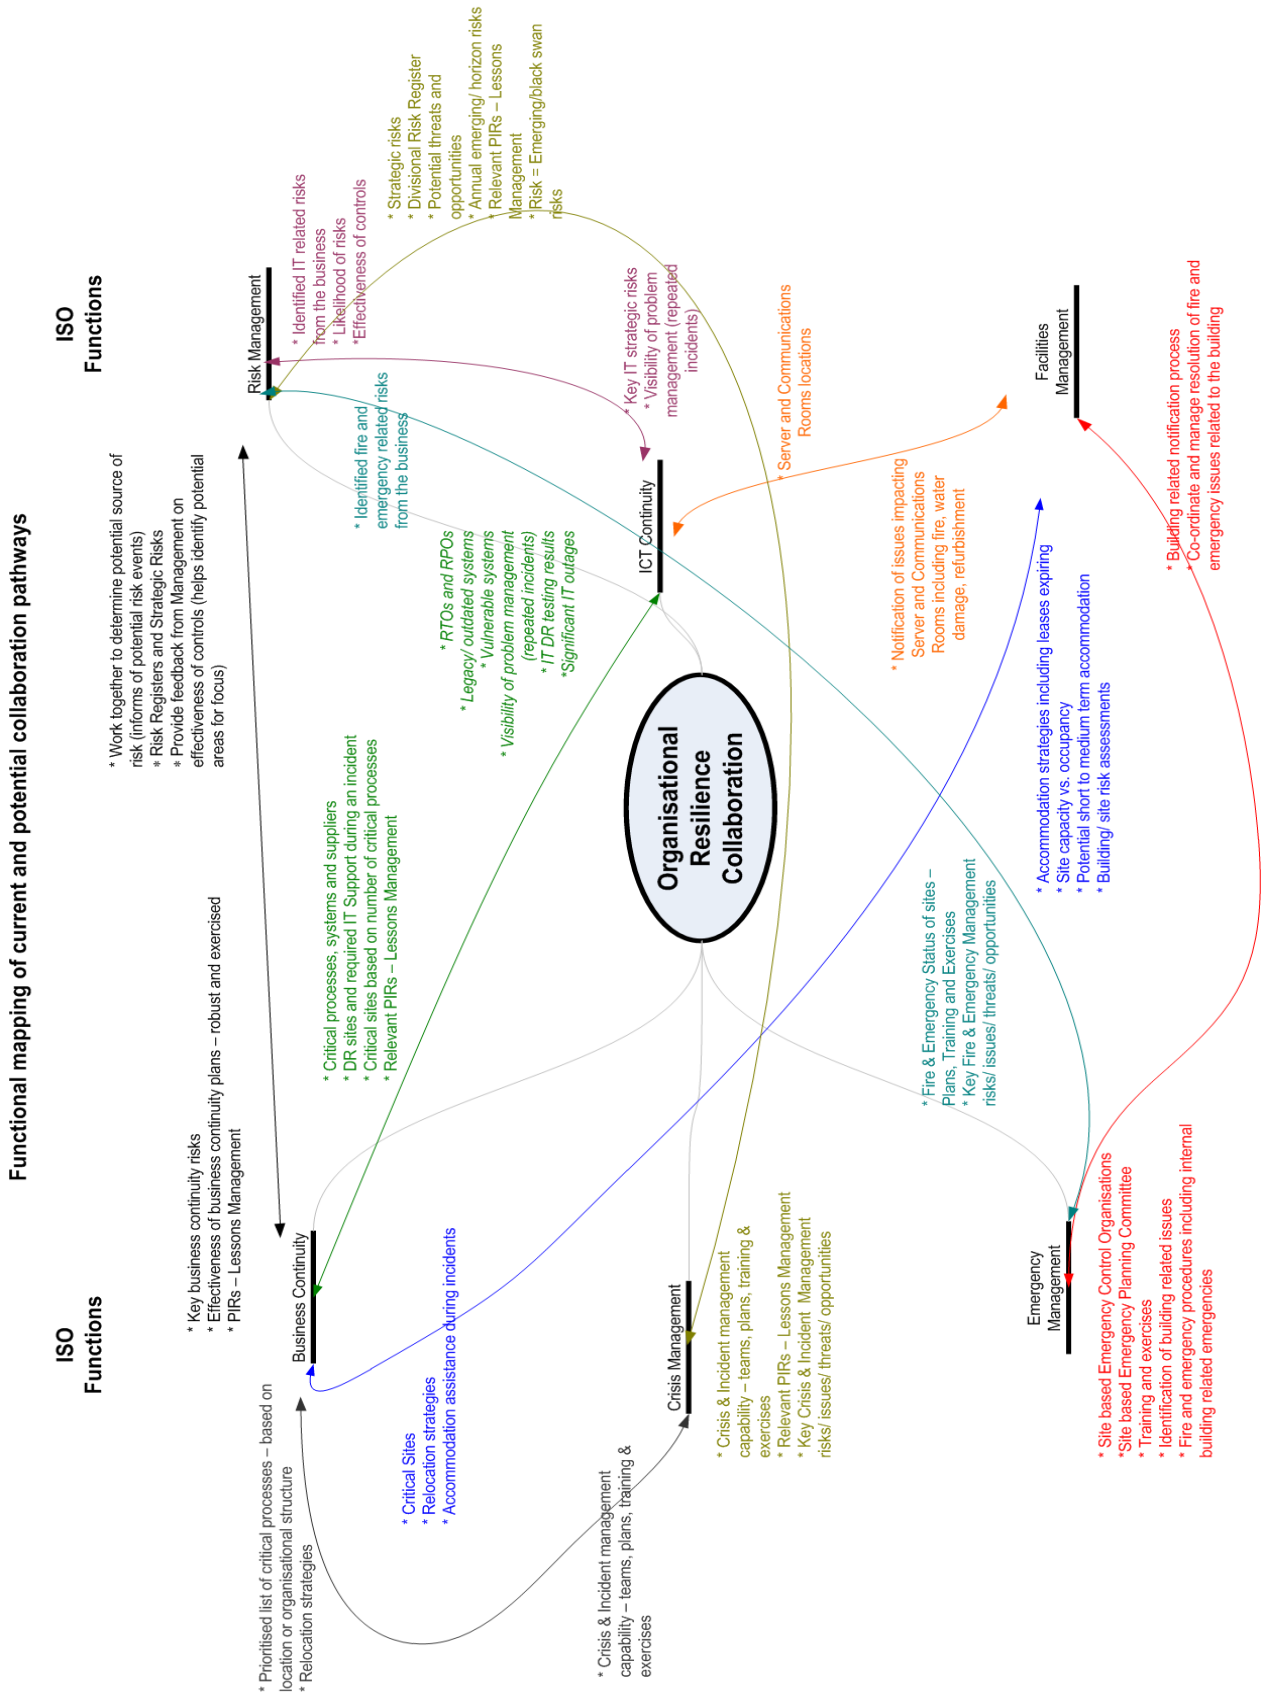 Functional mapping of current and potential collaboration pathways
ISO
Functions
ISO
Functions
* Prioritised list of critical processes – based on
location or organisational structure
* Relocation strategies
* Key business continuity risks
* Effectiveness of business continuity plans – robust and exercised
* PIRs – Lessons Management
* Work together to determine potential source of
risk (informs of potential risk events)
* Risk Registers and Strategic Risks
* Provide feedback from Management on
effectiveness of controls (helps identify potential
areas for focus)
Business Continuity
Risk Management
* Critical processes, systems and suppliers
* DR sites and required IT Support during an incident
* Critical sites based on number of critical processes
* Relevant PIRs – Lessons Management
* Identified fire and
emergency related risks
from the business
* Identified IT related risks
from the business
* Likelihood of risks
*Effectiveness of controls
* Strategic risks
* Divisional Risk Register
* Potential threats and
opportunities
* Annual emerging/ horizon risks
* Relevant PIRs – Lessons
Management
* Risk = Emerging/black swan
risks
* Critical Sites
* Relocation strategies
* Accommodation assistance during incidents
* RTOs and RPOs
* Legacy/ outdated systems
* Vulnerable systems
* Visibility of problem management
(repeated incidents)
* IT DR testing results
*Significant IT outages
* Crisis & Incident management
capability – teams, plans, training &
exercises
Crisis Management
Organisational
Resilience
Collaboration
ICT Continuity
* Key IT strategic risks
* Visibility of problem
management (repeated
incidents)
* Crisis & Incident management
capability – teams, plans, training &
exercises
* Relevant PIRs – Lessons Management
* Key Crisis & Incident  Management
risks/ issues/ threats/ opportunities
* Server and Communications
Rooms locations
* Notification of issues impacting
Server and Communications
Rooms including fire, water
damage, refurbishment
* Fire & Emergency Status of sites –
Plans, Training and Exercises
* Key Fire & Emergency Management
risks/ issues/ threats/ opportunities
Emergency
Management
* Accommodation strategies including leases expiring
* Site capacity vs. occupancy
* Potential short to medium term accommodation
* Building/ site risk assessments
Facilities
Management
* Site based Emergency Control Organisations
*Site based Emergency Planning Committee
* Training and exercises
* Identification of building related issues
* Fire and emergency procedures including internal
building related emergencies
* Building related notification process
* Co-ordinate and manage resolution of fire and
emergency issues related to the building